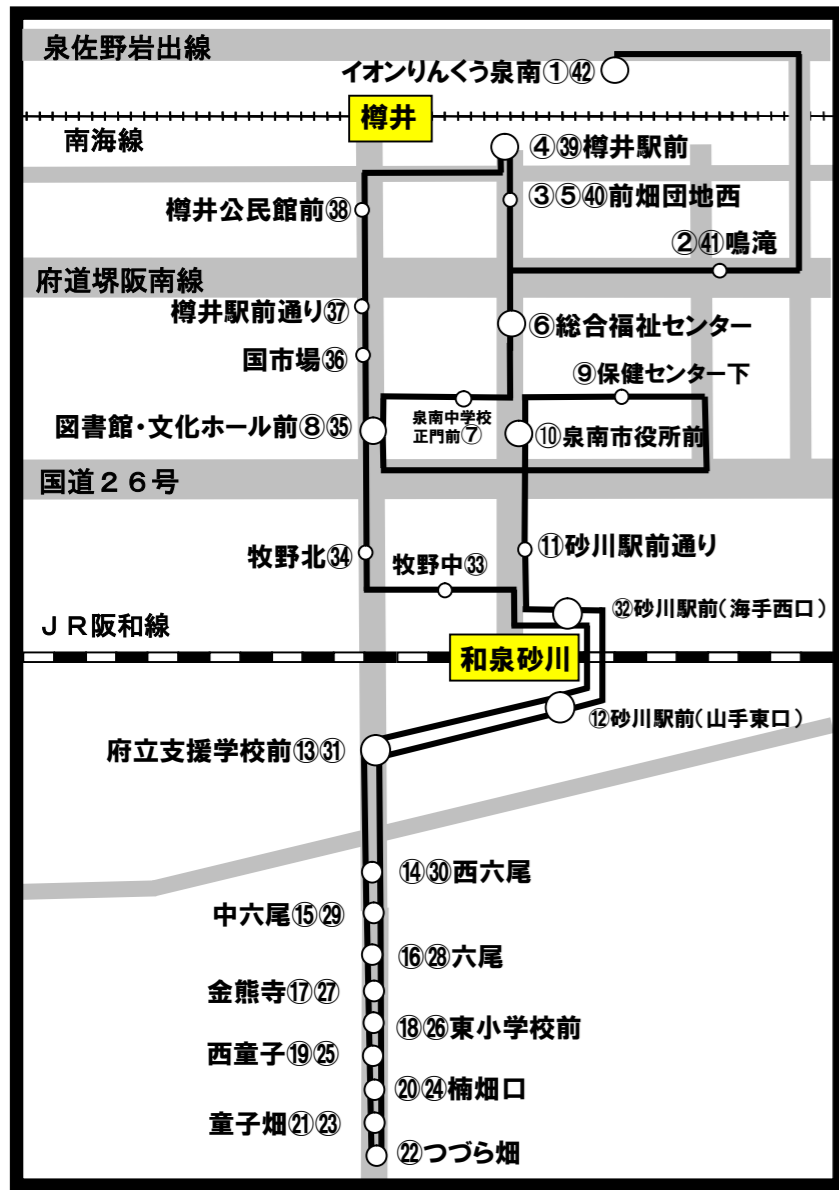 泉佐野岩出線
イオンりんくう泉南①㊷
樽井
南海線
④㊴樽井駅前
③⑤㊵前畑団地西
樽井公民館前㊳
②㊶鳴滝
府道堺阪南線
樽井駅前通り㊲
⑥総合福祉センター
国市場㊱
⑨保健センター下
図書館・文化ホール前⑧㉟
泉南中学校
正門前⑦
⑩泉南市役所前
国道26号
牧野北㉞
牧野中㉝
⑪砂川駅前通り
㉜砂川駅前(海手西口)
JR阪和線
和泉砂川
⑫砂川駅前(山手東口)
府立支援学校前⑬㉛
⑭㉚西六尾
中六尾⑮㉙
⑯㉘六尾
金熊寺⑰㉗
⑱㉖東小学校前
西童子⑲㉕
⑳㉔楠畑口
童子畑㉑㉓
㉒つづら畑